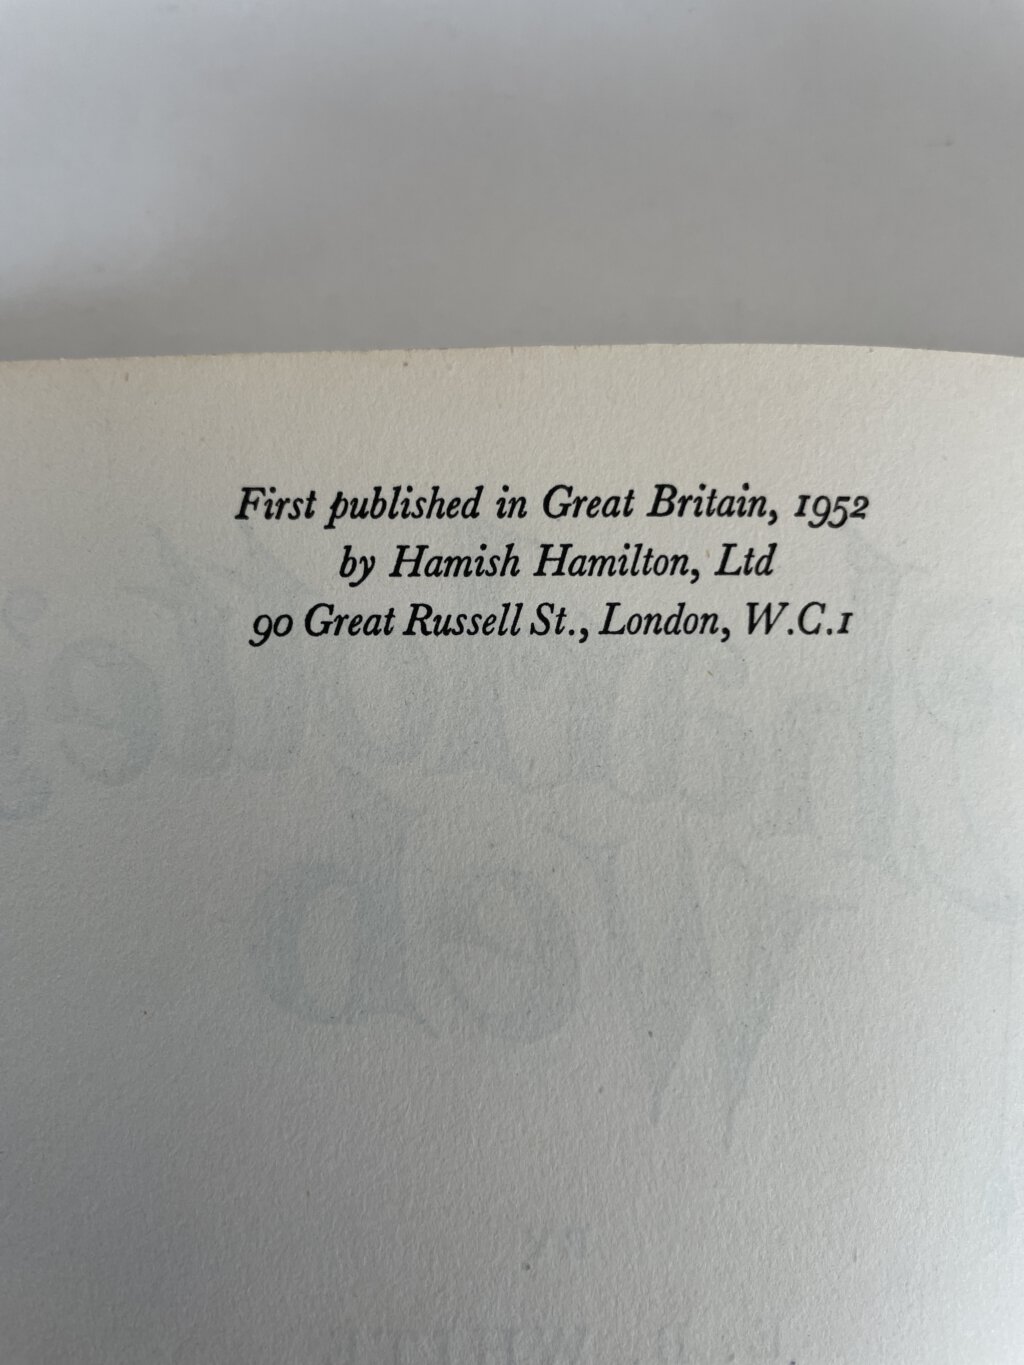 First published in Great Britain, 1952
by Hamish Hamilton, Ltd
90 Great Russell St., London, W.C.1